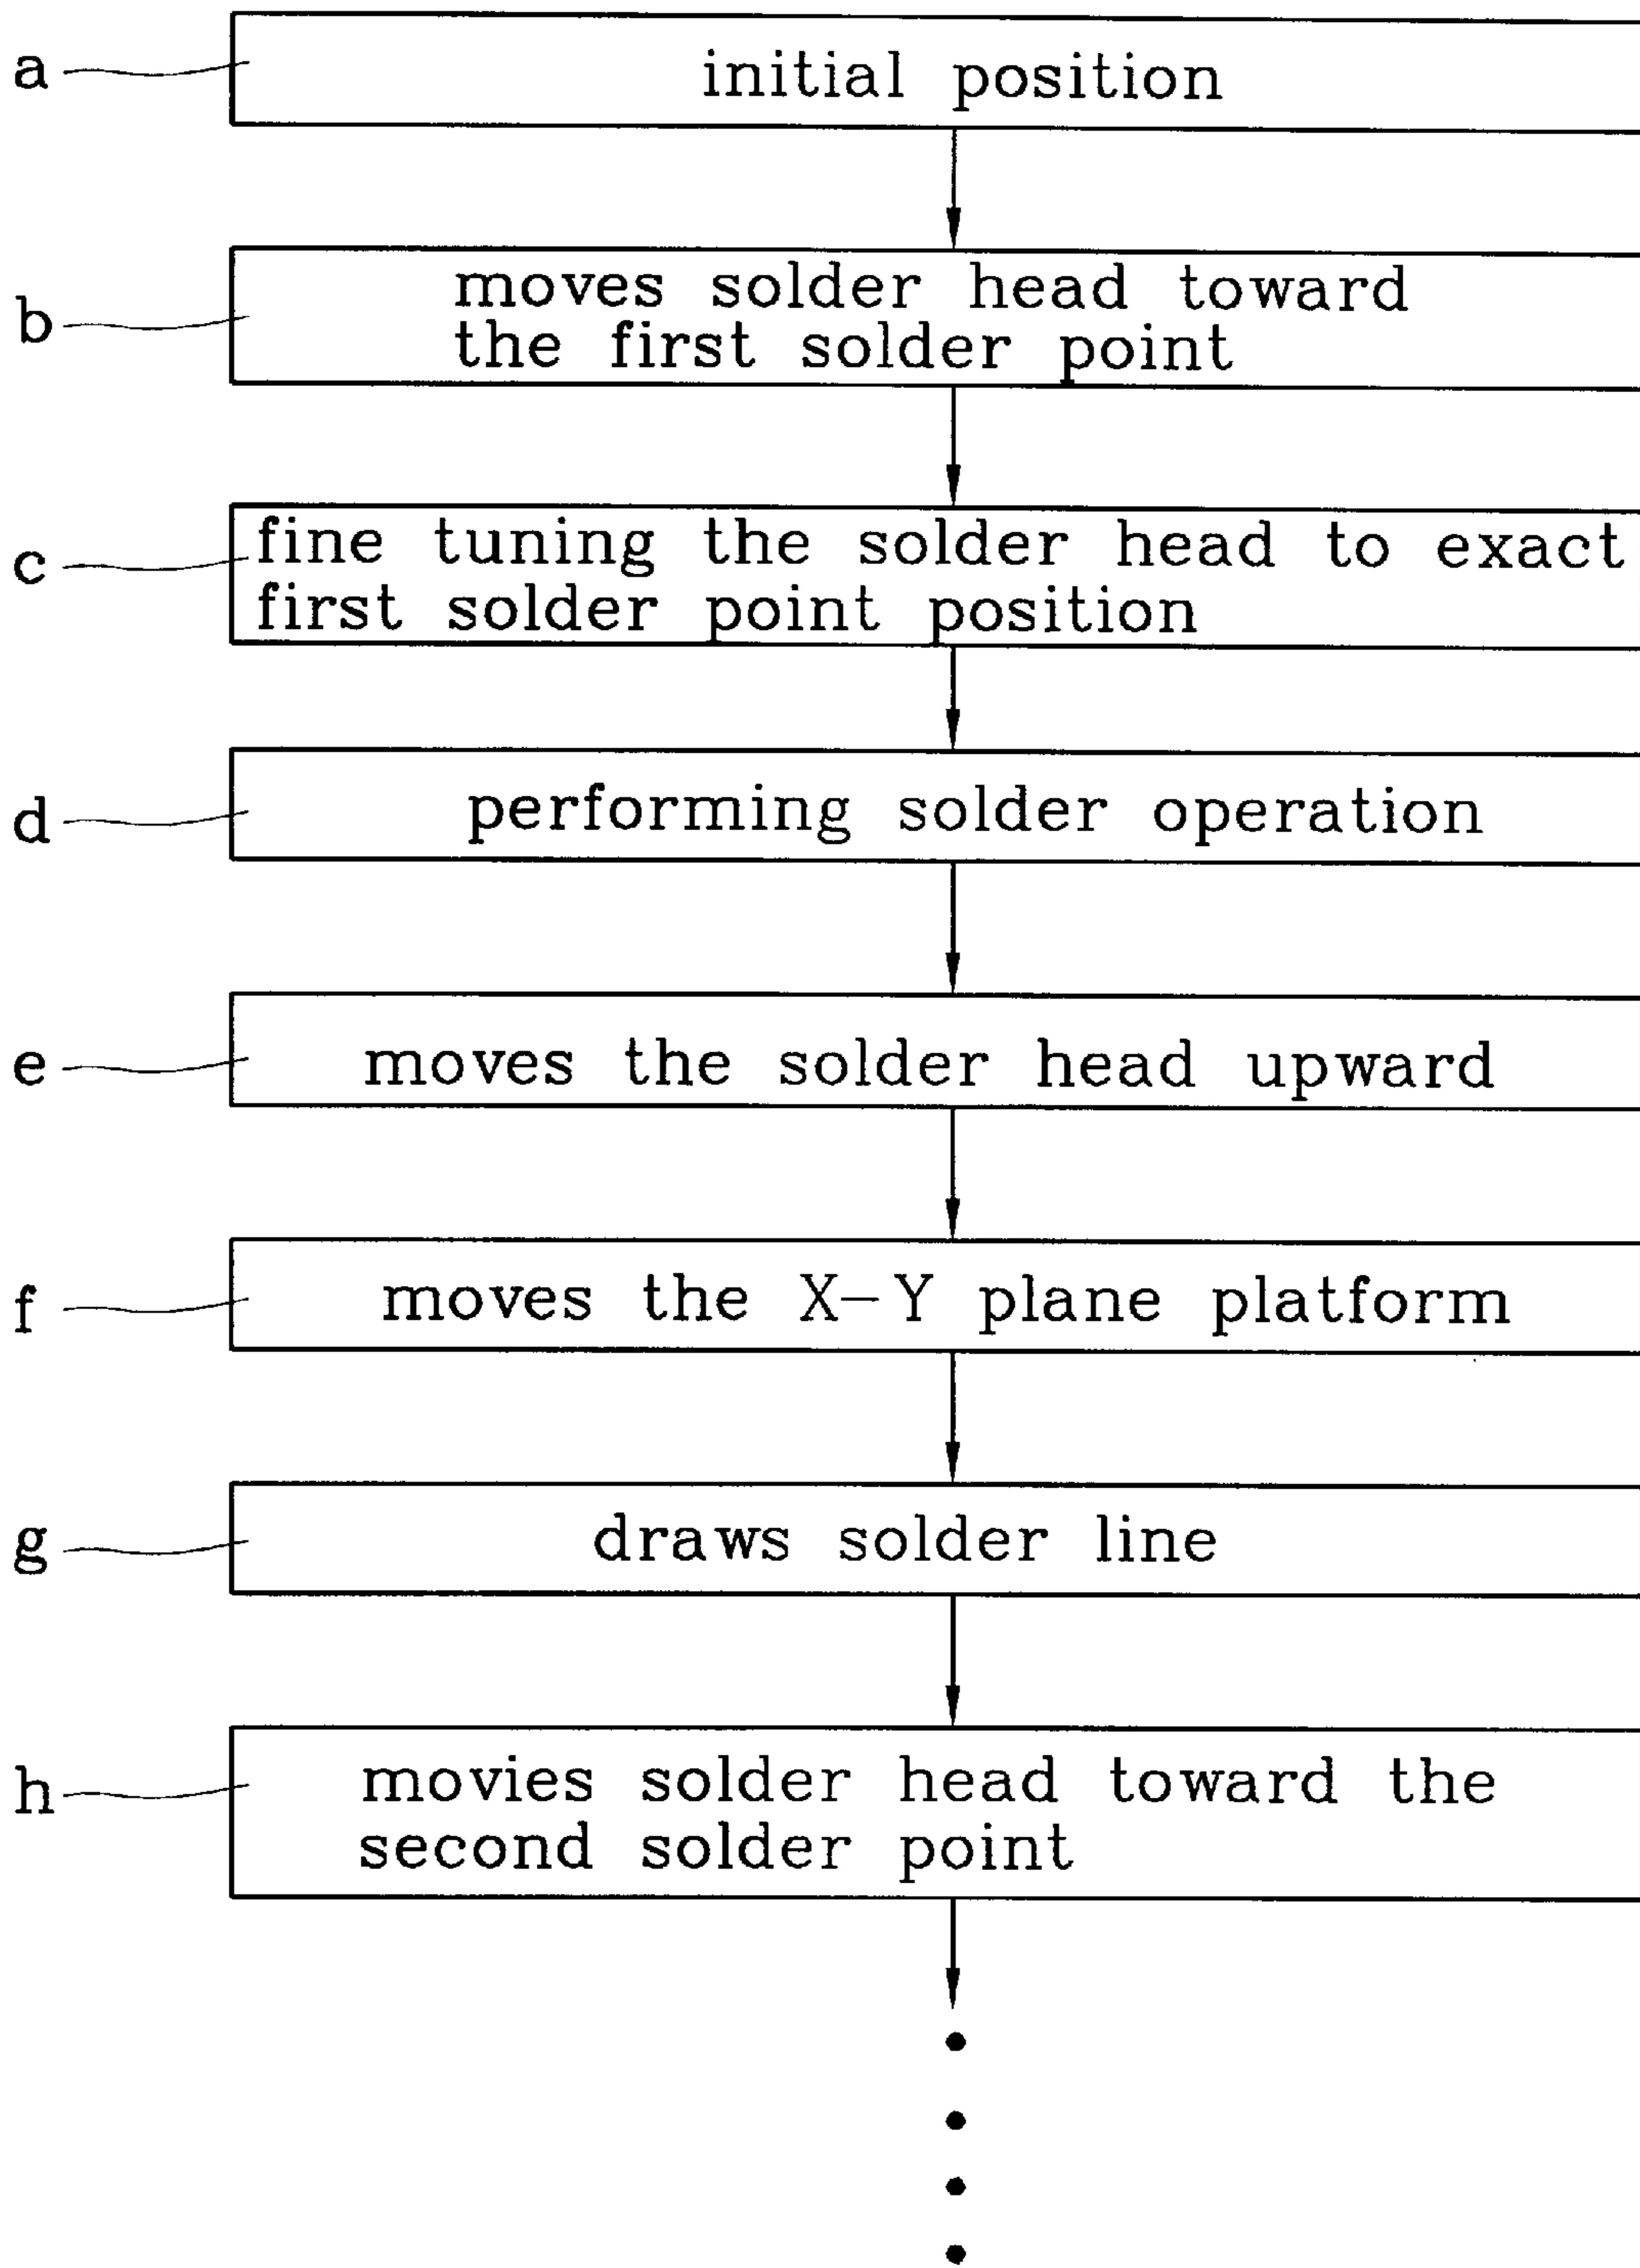 a
initial position
b
moves solder head toward
the first solder point
c
fine tuning the solder head to exact
first solder point position
d
performing solder operation
e
moves the solder head upward
f
moves the X-Y plane platform
g
draws solder line
h
movies solder head toward the
second solder point